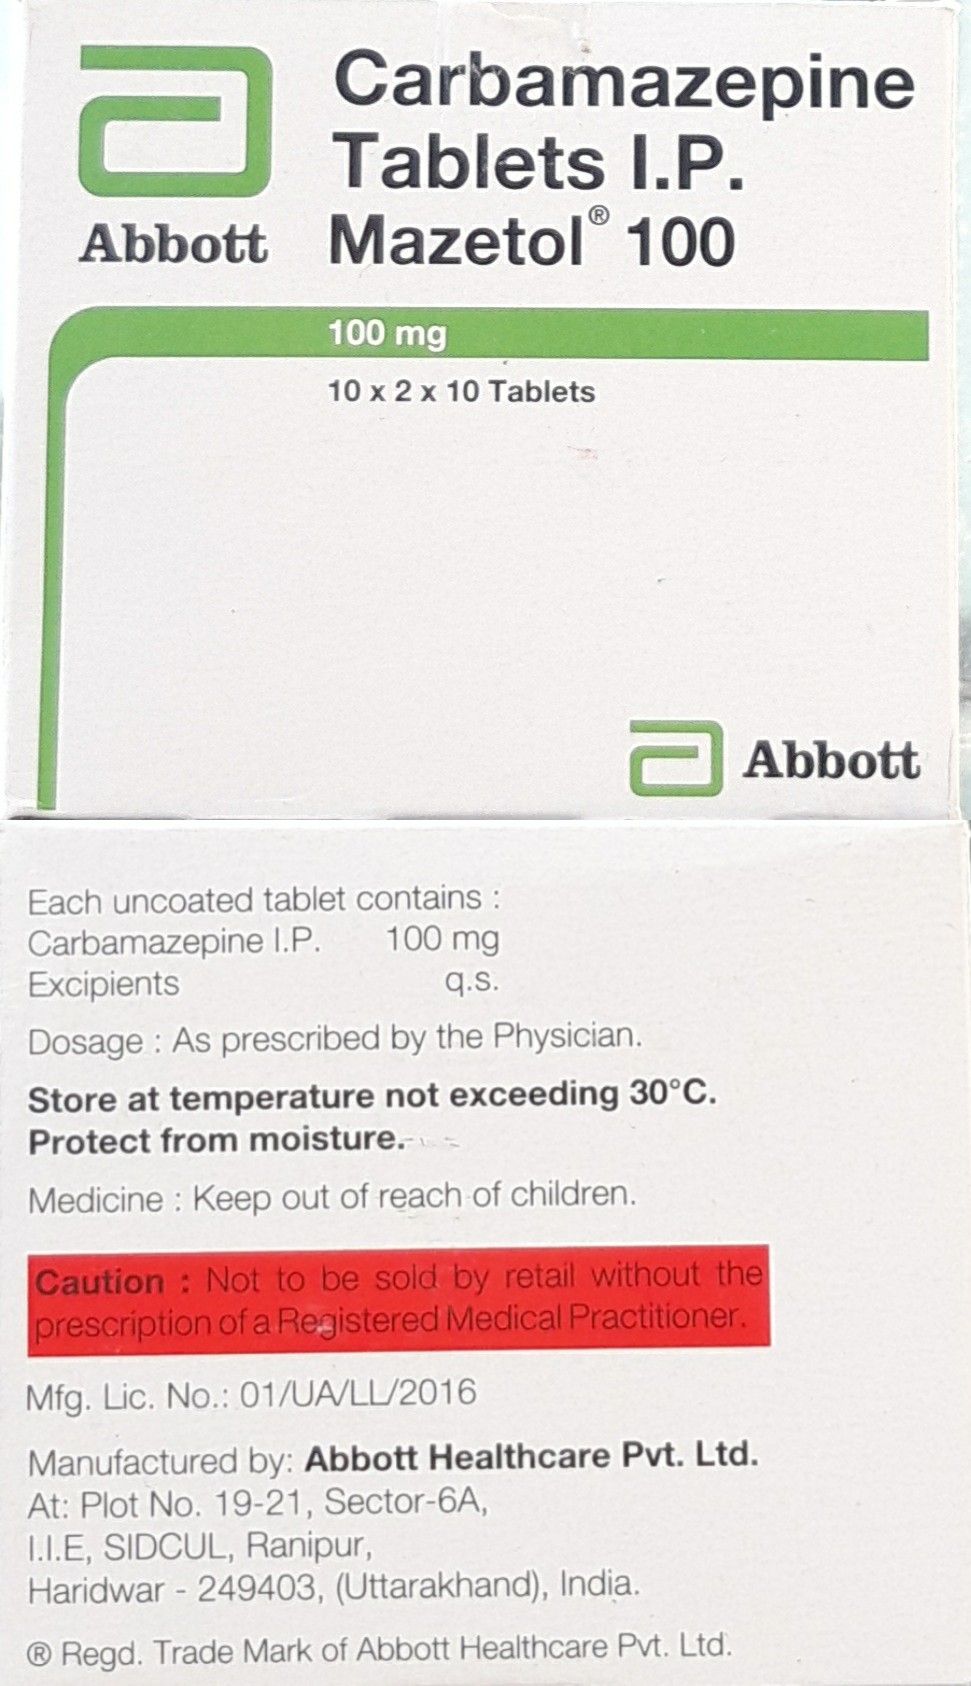 Abbott
Carbamazepine
Tablets I.P.
Mazetol® 100
100 mg
10 x 2 x 10 Tablets
Abbott
Each uncoated tablet contains :
Carbamazepine I.P. 100 mg
Excipients q.s.
Dosage : As prescribed by the Physician.
Store at temperature not exceeding 30°C.
Protect from moisture.
Medicine : Keep out of reach of children.
Caution : Not to be sold by retail without the
prescription of a Registered Medical Practitioner.
Mfg. Lic. No.: 01/UA/LL/2016
Manufactured by: Abbott Healthcare Pvt. Ltd.
At: Plot No. 19-21, Sector-6A,
I.I.E, SIDCUL, Ranipur,
Haridwar - 249403, (Uttarakhand), India.
® Regd. Trade Mark of Abbott Healthcare Pvt. Ltd.